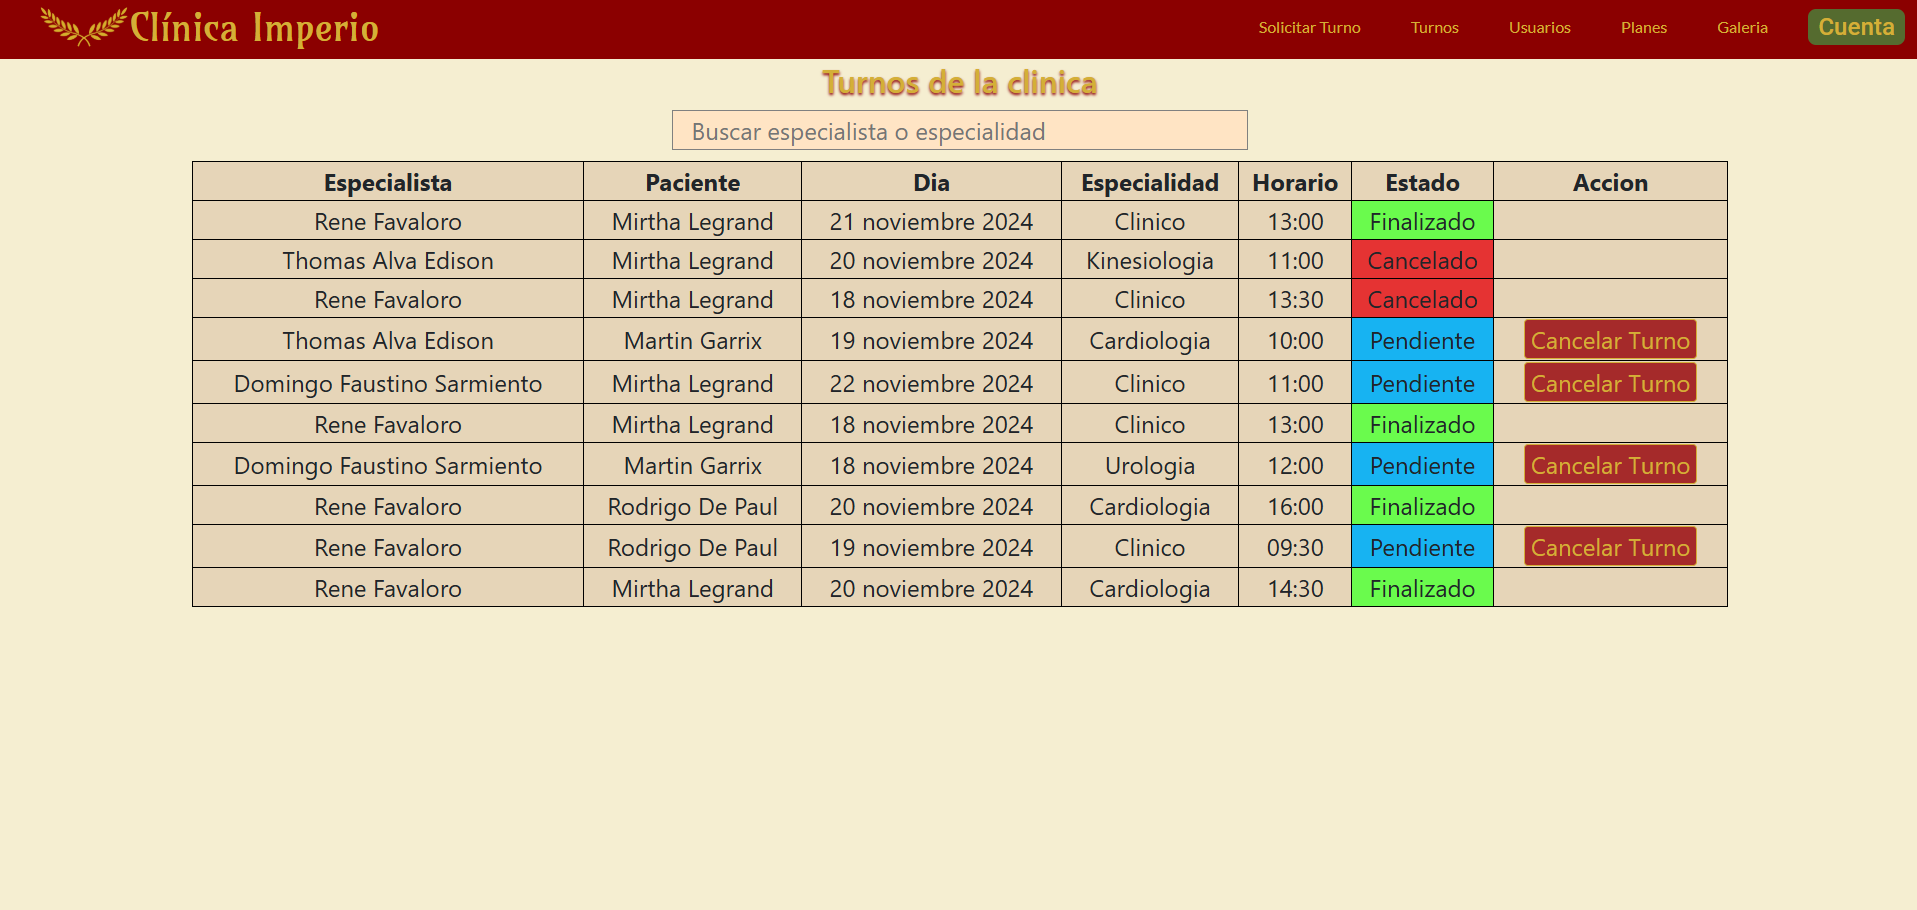 Clínica Imperio Solicitar Turno Turnos Usuarios Planes Galeria Cuenta
Turnos de la clinica
Buscar especialista o especialidad
Especialista Paciente Dia Especialidad Horario Estado Accion
Rene Favaloro Mirtha Legrand 21 noviembre 2024 Clinico 13:00 Finalizado
Thomas Alva Edison Mirtha Legrand 20 noviembre 2024 Kinesiologia 11:00 Cancelado
Rene Favaloro Mirtha Legrand 18 noviembre 2024 Clinico 13:30 Cancelado
Thomas Alva Edison Martin Garrix 19 noviembre 2024 Cardiologia 10:00 Pendiente Cancelar Turno
Domingo Faustino Sarmiento Mirtha Legrand 22 noviembre 2024 Clinico 11:00 Pendiente Cancelar Turno
Rene Favaloro Mirtha Legrand 18 noviembre 2024 Clinico 13:00 Finalizado
Domingo Faustino Sarmiento Martin Garrix 18 noviembre 2024 Urologia 12:00 Pendiente Cancelar Turno
Rene Favaloro Rodrigo De Paul 20 noviembre 2024 Cardiologia 16:00 Finalizado
Rene Favaloro Rodrigo De Paul 19 noviembre 2024 Clinico 09:30 Pendiente Cancelar Turno
Rene Favaloro Mirtha Legrand 20 noviembre 2024 Cardiologia 14:30 Finalizado